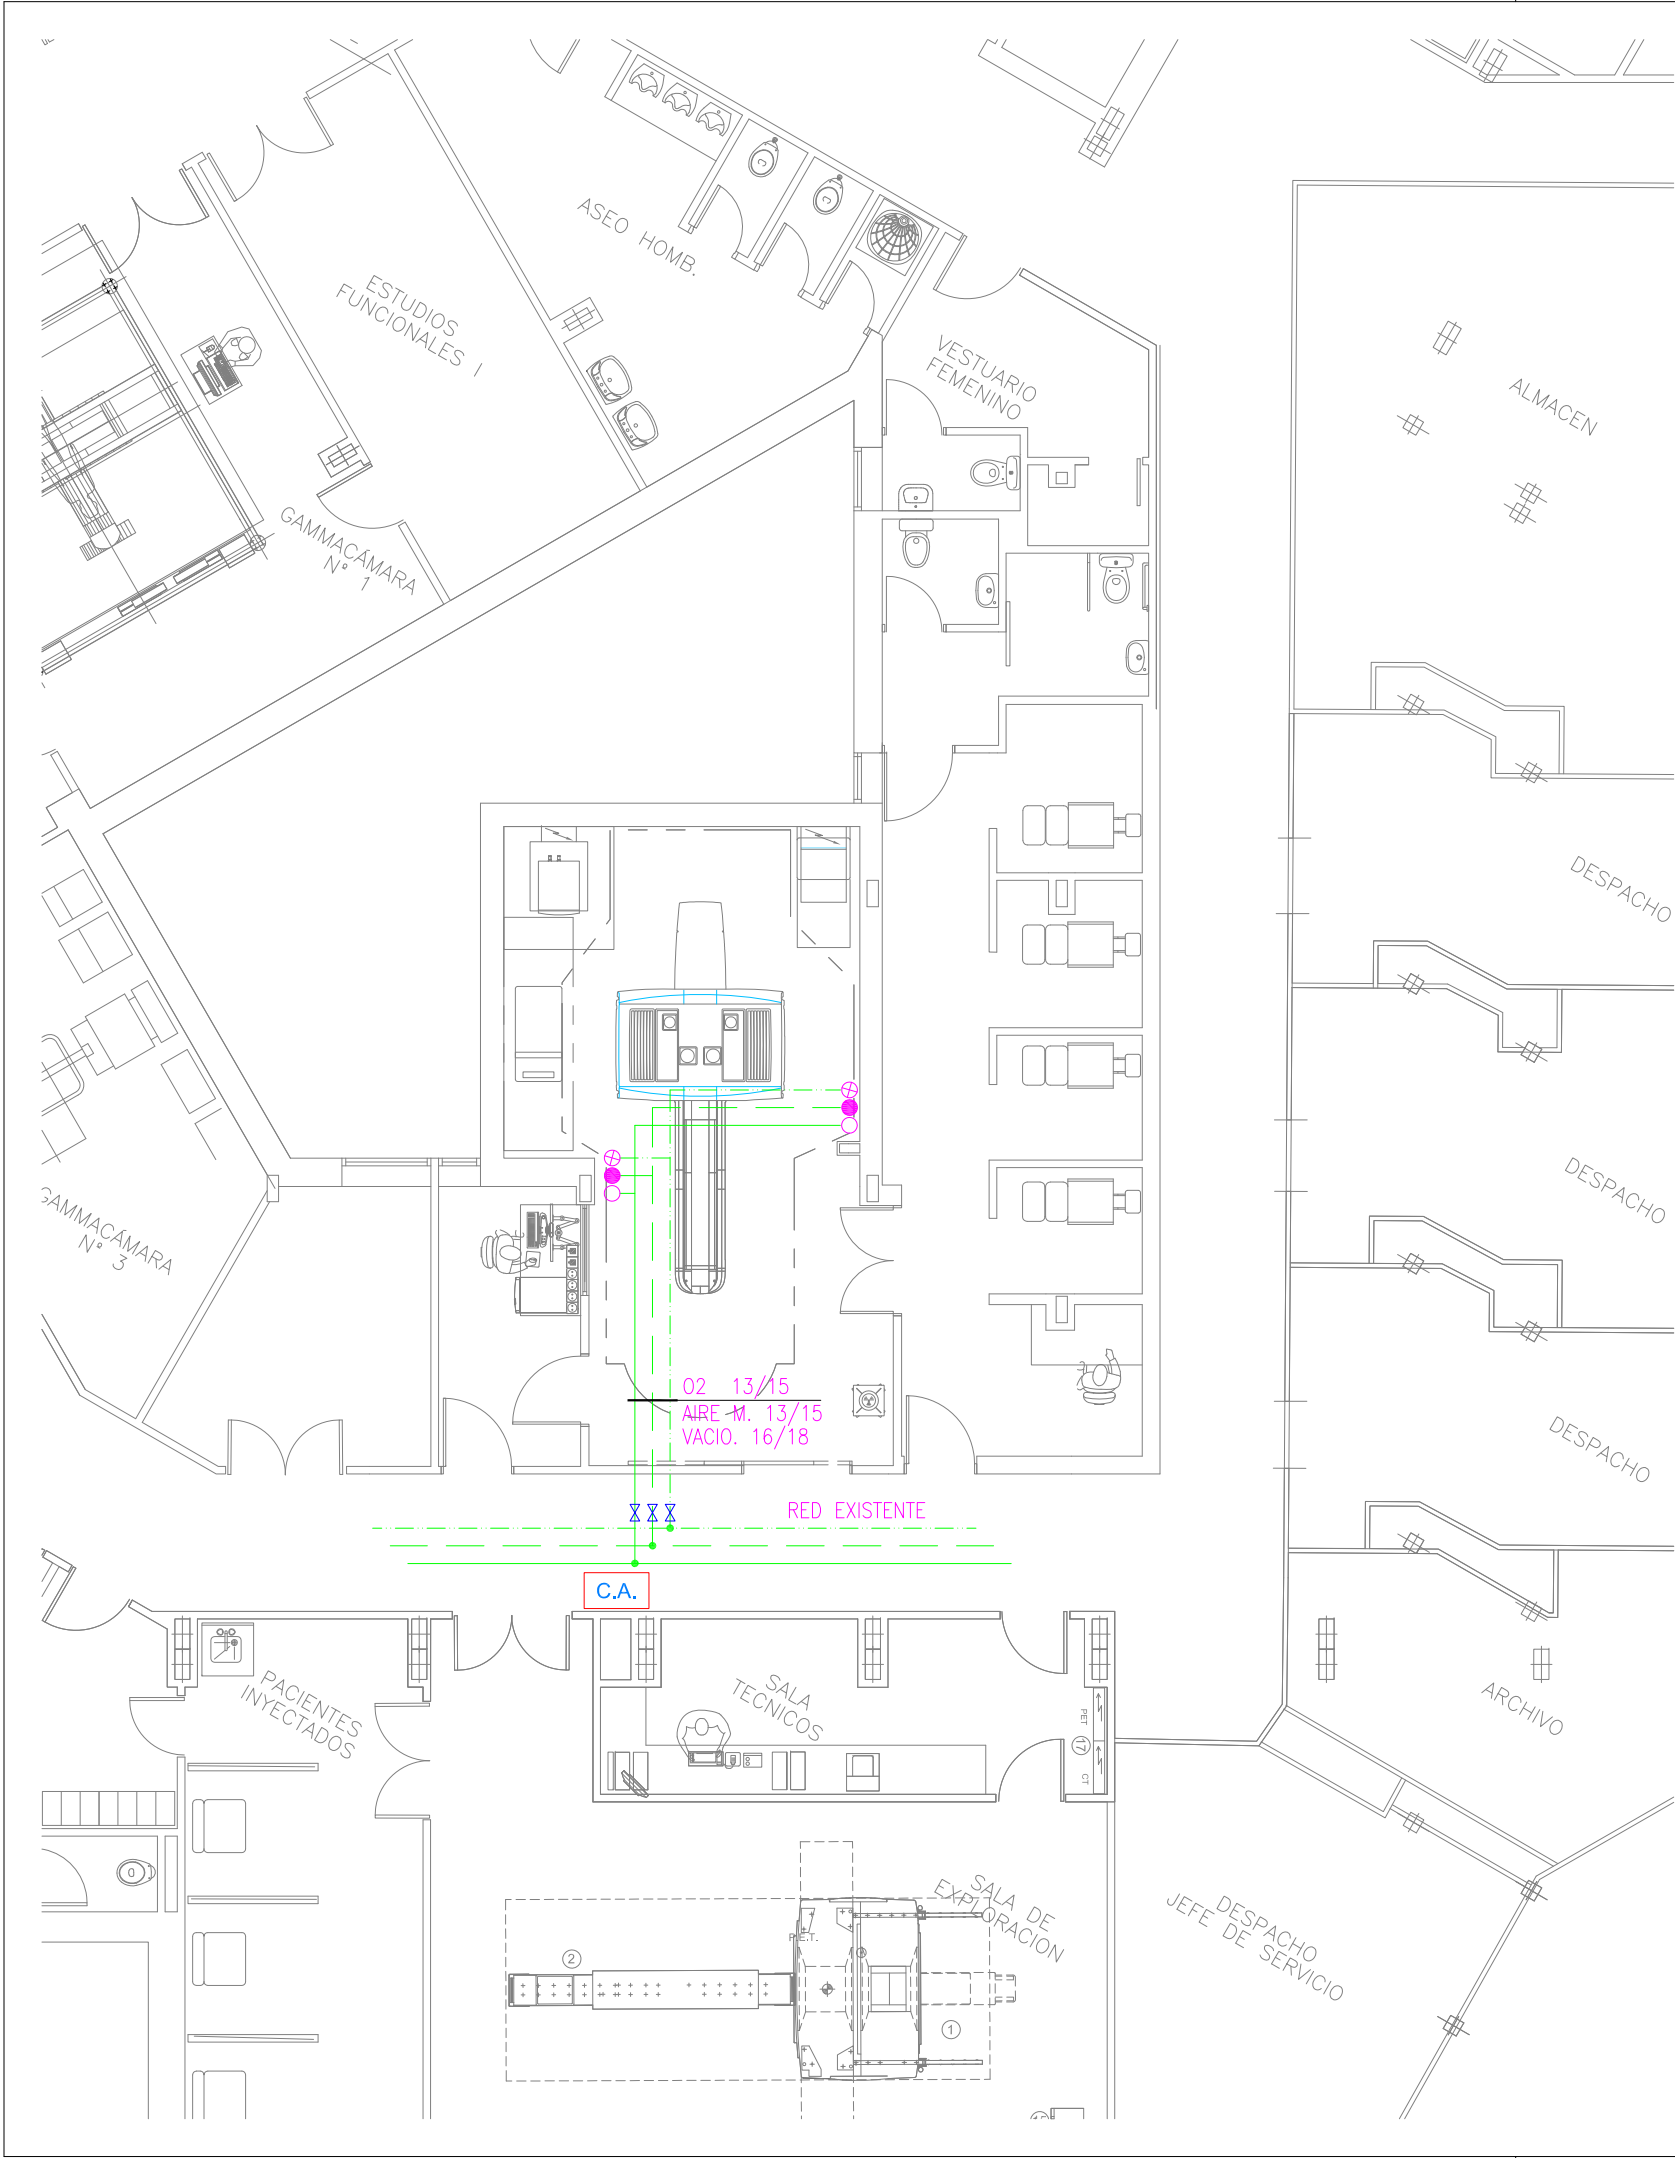 ASEO HOMB.
ESTUDIOS
FUNCIONALES I
VESTUARIO
FEMENINO
ALMACEN
GAMMACÁMARA
Nº 1
DESPACHO
DESPACHO
GAMMACÁMARA
Nº 3
O2 13/15
AIRE M. 13/15
VACIO. 16/18
DESPACHO
RED EXISTENTE
C.A.
PACIENTES
INYECTADOS
SALA
TECNICOS
PET
17
CT
ARCHIVO
SALA DE
EXPLORACION
P.E.T.
2
1
DESPACHO
JEFE DE SERVICIO